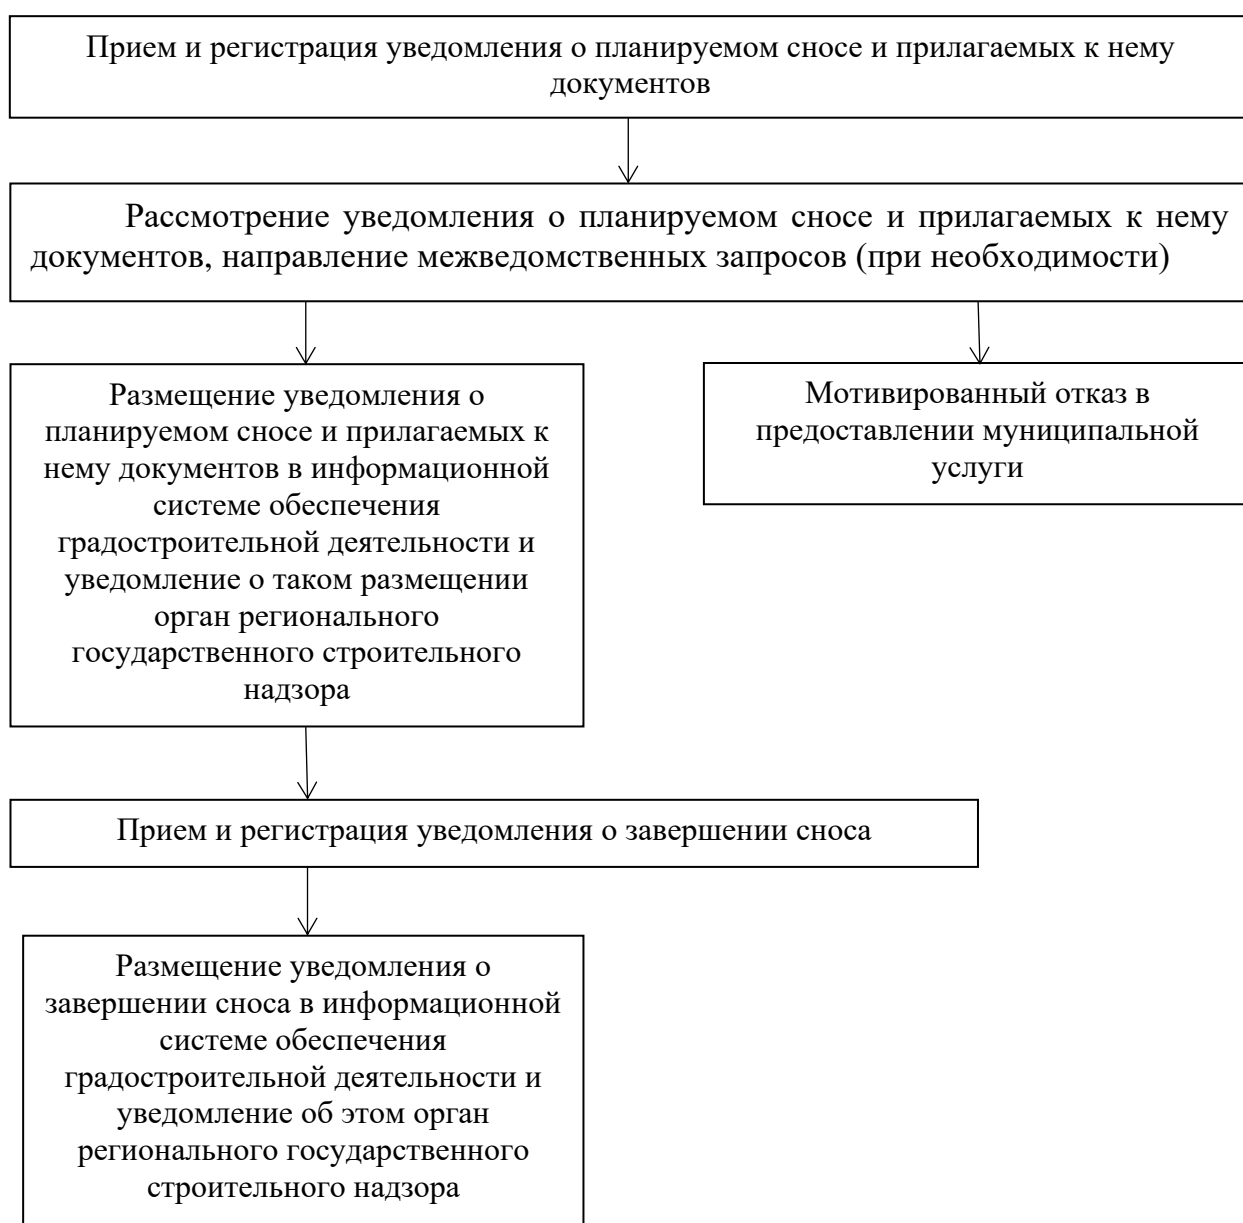 Прием и регистрация уведомления о планируемом сносе и прилагаемых к нему
документов
Рассмотрение уведомления о планируемом сносе и прилагаемых к нему
документов, направление межведомственных запросов (при необходимости)
Размещение уведомления о
планируемом сносе и прилагаемых к
нему документов в информационной
системе обеспечения
градостроительной деятельности и
уведомление о таком размещении
орган регионального
государственного строительного
надзора
Мотивированный отказ в
предоставлении муниципальной
услуги
Прием и регистрация уведомления о завершении сноса
Размещение уведомления о
завершении сноса в информационной
системе обеспечения
градостроительной деятельности и
уведомление об этом орган
регионального государственного
строительного надзора